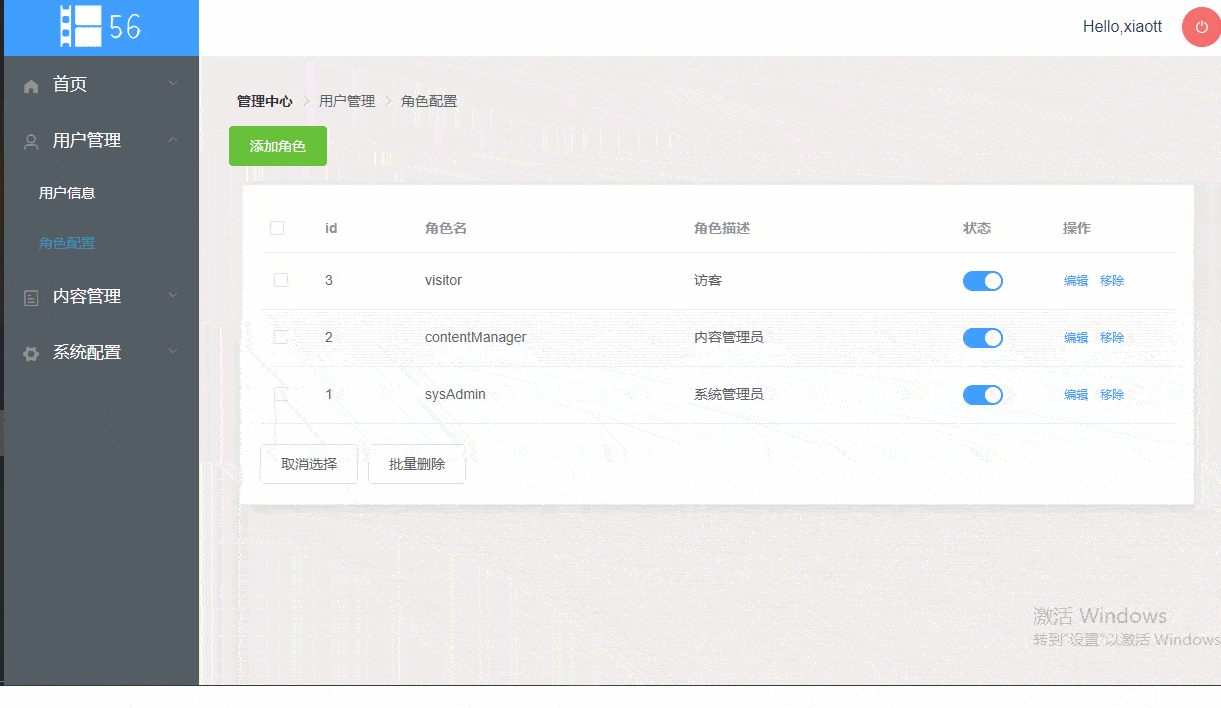 56
Hello,xiaott
首页
用户管理
用户信息
角色配置
内容管理
系统配置
管理中心 > 用户管理 > 角色配置
添加角色
id 角色名 角色描述 状态 操作
3 visitor 访客 编辑 移除
2 contentManager 内容管理员 编辑 移除
1 sysAdmin 系统管理员 编辑 移除
取消选择 批量删除
激活 Windows
转到"设置"以激活 Windows